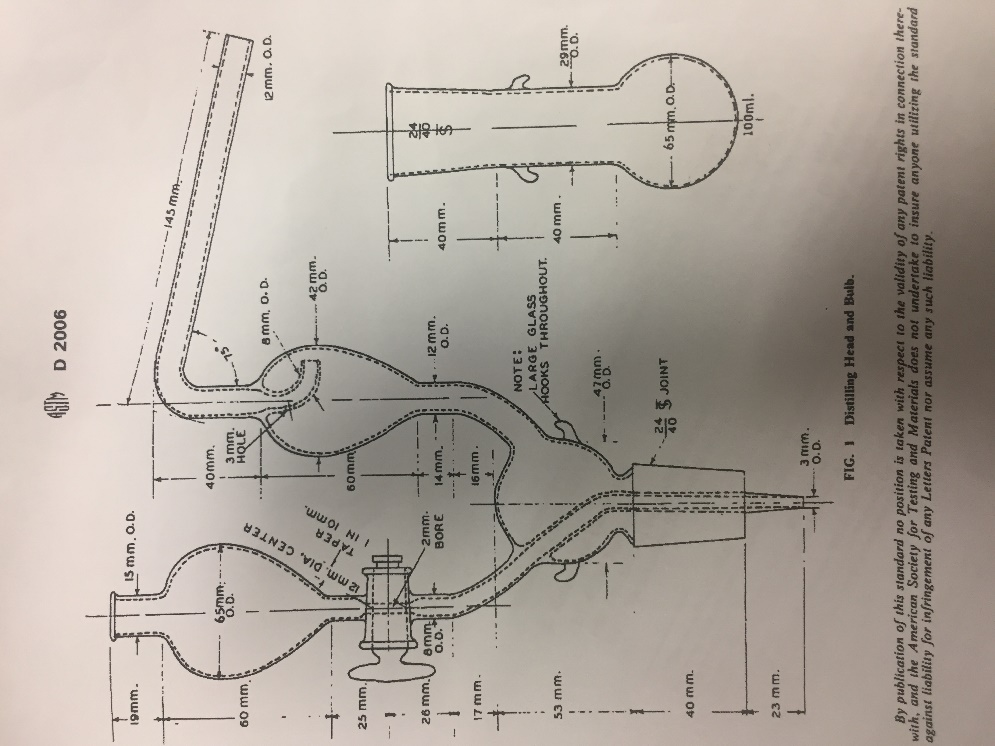 ASTM D 2006
145 mm.
12mm. O.D.
75°
8 mm. O.D.
42 mm.
O.D.
40mm.
3 mm.
HOLE
60mm.
12 mm.
O.D.
14mm.
16mm.
15 mm. O.D.
65mm.
O.D.
12 mm. DIA. CENTER
TAPER
1 IN 10mm.
2mm.
BORE
8mm.
O.D.
19mm.
60 mm.
25 mm.
26 mm.
17 mm.
53 mm.
40 mm.
23 mm.
NOTE:
LARGE GLASS
HOOKS THROUGHOUT.
47mm.
O.D.
24
40
JOINT
3 mm.
O.D.
24
40
29mm.
O.D.
40mm.
40mm.
65 mm. O.D.
100ml.
FIG. 1 Distilling Head and Bulb.
By publication of this standard no position is taken with respect to the validity of any patent rights in connection there-
with, and the American Society for Testing and Materials does not undertake to insure anyone utilizing the standard
against liability for infringement of any Letters Patent nor assume any such liability.